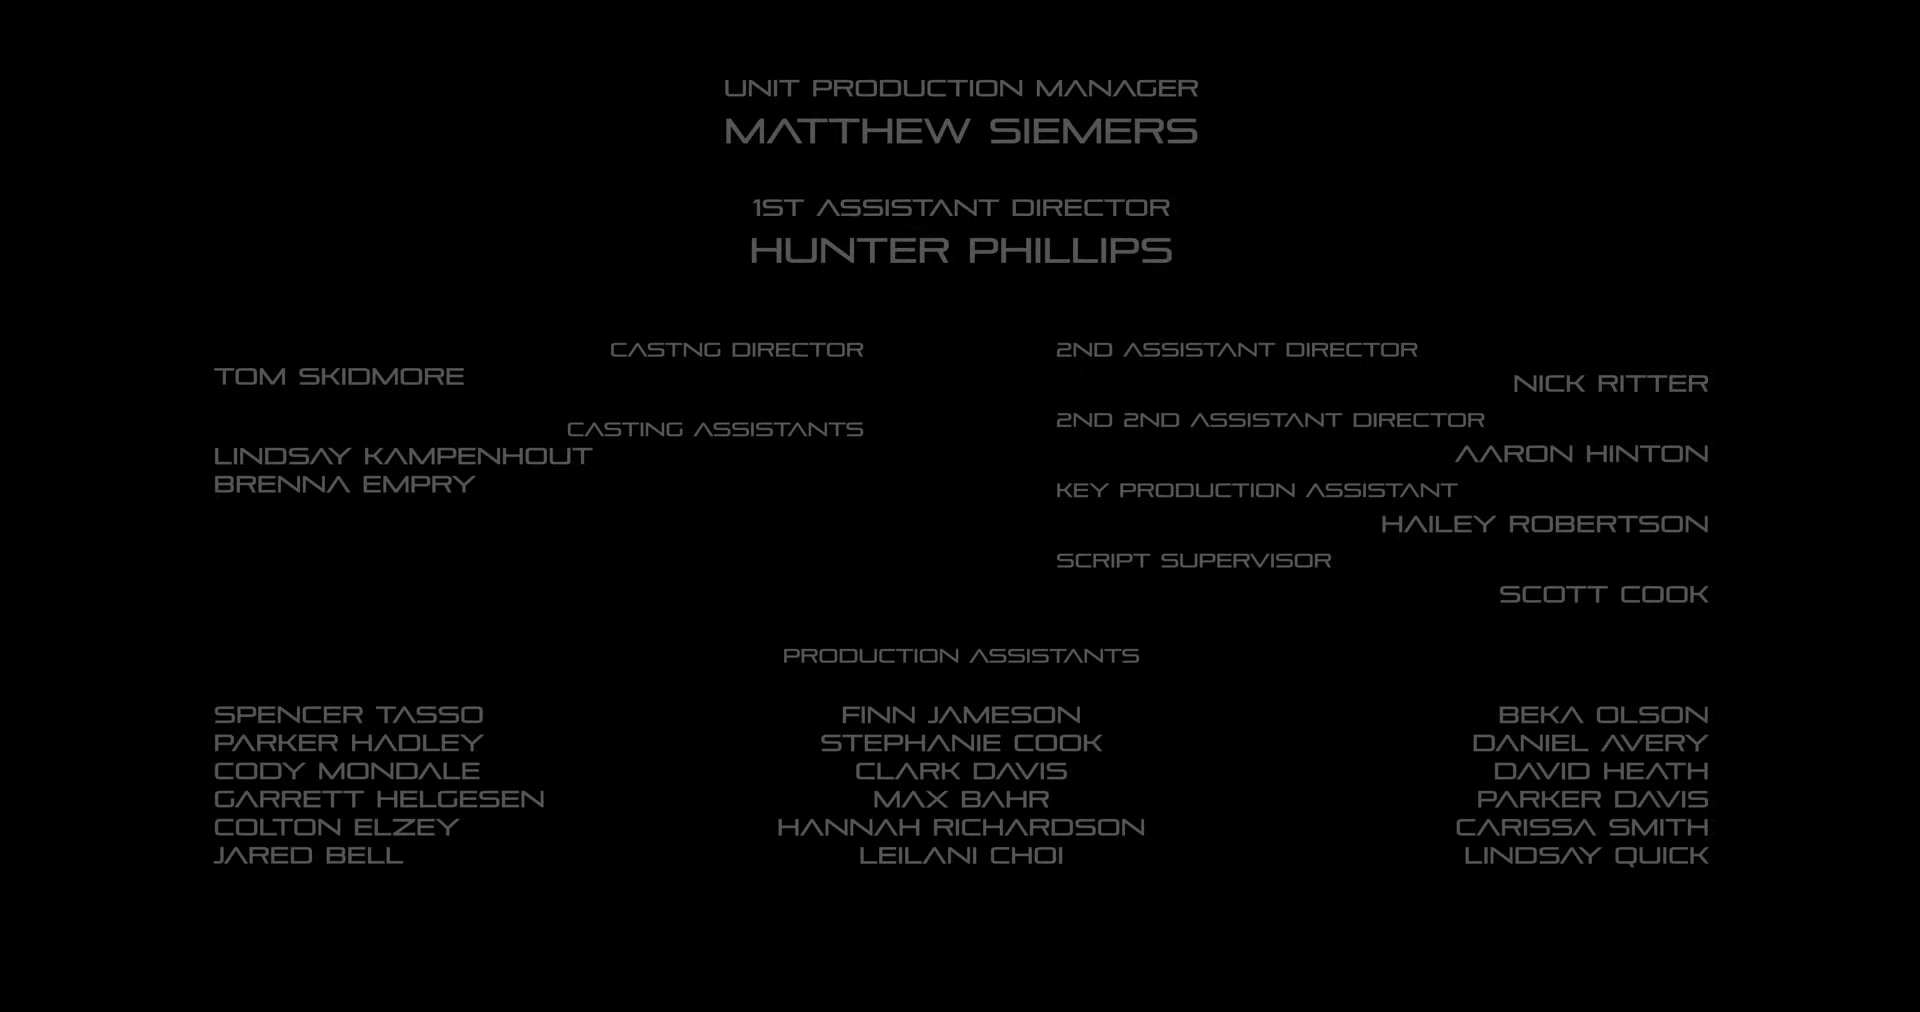 UNIT PRODUCTION MANAGER
MATTHEW SIEMERS
1ST ASSISTANT DIRECTOR
HUNTER PHILLIPS
CASTNG DIRECTOR
TOM SKIDMORE
CASTING ASSISTANTS
LINDSAY KAMPENHOUT
BRENNA EMPRY
2ND ASSISTANT DIRECTOR
NICK RITTER
2ND 2ND ASSISTANT DIRECTOR
AARON HINTON
KEY PRODUCTION ASSISTANT
HAILEY ROBERTSON
SCRIPT SUPERVISOR
SCOTT COOK
PRODUCTION ASSISTANTS
SPENCER TASSO
PARKER HADLEY
CODY MONDALE
GARRETT HELGESEN
COLTON ELZEY
JARED BELL
FINN JAMESON
STEPHANIE COOK
CLARK DAVIS
MAX BAHR
HANNAH RICHARDSON
LEILANI CHOI
BEKA OLSON
DANIEL AVERY
DAVID HEATH
PARKER DAVIS
CARISSA SMITH
LINDSAY QUICK